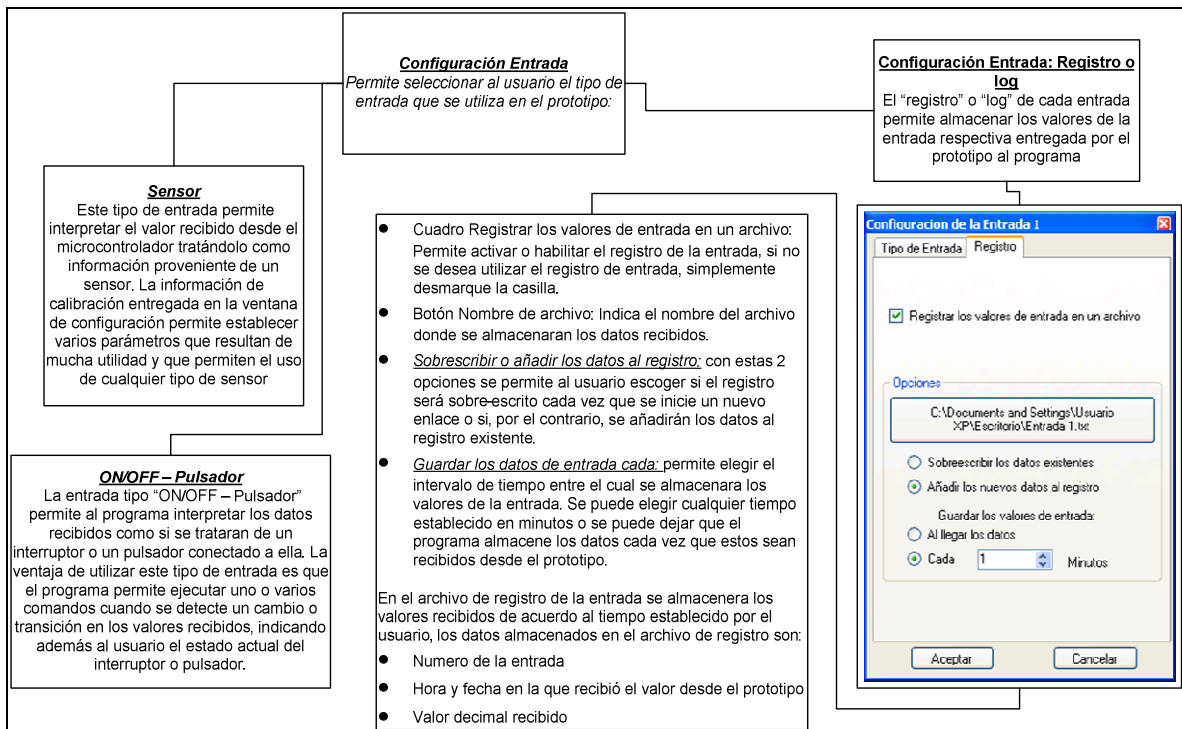 Configuración Entrada
Permite seleccionar al usuario el tipo de
entrada que se utiliza en el prototipo:
Configuración Entrada: Registro o
log
El “registro” o “log” de cada entrada
permite almacenar los valores de la
entrada respectiva entregada por el
prototipo al programa
Sensor
Este tipo de entrada permite
interpretar el valor recibido desde el
microcontrolador tratándolo como
información proveniente de un
sensor. La información de
calibración entregada en la ventana
de configuración permite establecer
varios parámetros que resultan de
mucha utilidad y que permiten el uso
de cualquier tipo de sensor
ON/OFF – Pulsador
La entrada tipo “ON/OFF – Pulsador”
permite al programa interpretar los datos
recibidos como si se trataran de un
interruptor o un pulsador conectado a ella. La
ventaja de utilizar este tipo de entrada es que
el programa permite ejecutar uno o varios
comandos cuando se detecte un cambio o
transición en los valores recibidos, indicando
además al usuario el estado actual del
interruptor o pulsador.
● Cuadro Registrar los valores de entrada en un archivo:
Permite activar o habilitar el registro de la entrada, si no
se desea utilizar el registro de entrada, simplemente
desmarque la casilla.
● Botón Nombre de archivo: Indica el nombre del archivo
donde se almacenaran los datos recibidos.
● Sobrescribir o añadir los datos al registro: con estas 2
opciones se permite al usuario escoger si el registro
será sobre-escrito cada vez que se inicie un nuevo
enlace o si, por el contrario, se añadirán los datos al
registro existente.
● Guardar los datos de entrada cada: permite elegir el
intervalo de tiempo entre el cual se almacenara los
valores de la entrada. Se puede elegir cualquier tiempo
establecido en minutos o se puede dejar que el
programa almacene los datos cada vez que estos sean
recibidos desde el prototipo.
En el archivo de registro de la entrada se almacenera los
valores recibidos de acuerdo al tiempo establecido por el
usuario, los datos almacenados en el archivo de registro son:
● Numero de la entrada
● Hora y fecha en la que recibió el valor desde el prototipo
● Valor decimal recibido
Configuracion de la Entrada 1
Tipo de Entrada Registro
Registrar los valores de entrada en un archivo
Opciones
C:\Documents and Settings\Usuario
XP\Escritorio\Entrada 1.txt
Sobreescribir los datos existentes
Añadir los nuevos datos al registro
Guardar los valores de entrada:
Al llegar los datos
Cada 1 Minutos
Aceptar Cancelar